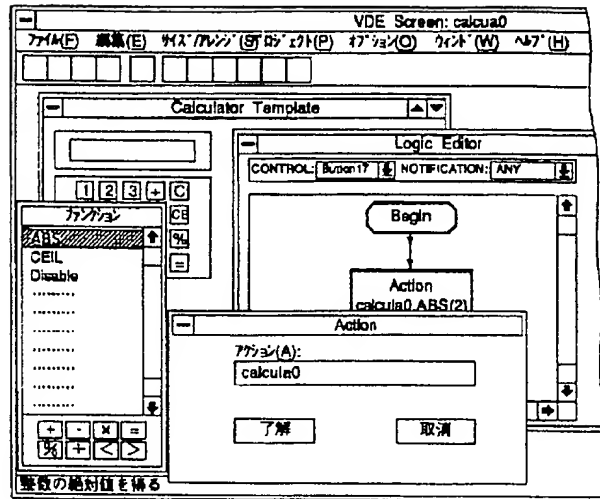 VDE Screen: calcua0
ファイル(F) 編集(E) サイズ/アレンジ(S) プロジェクト(P) オプション(O) ウィンドウ(W) ヘルプ(H)
Calculator Template
Logic Editor
CONTROL: Button17 NOTIFICATION: ANY
1 2 3 + C
CE
%
=
ファンクション
ABS
CEIL
Disable
.........
.........
.........
.........
.........
.........
.........
+ - × =
% + < >
Begin
Action
calcula0.ABS(2)
Action
アクション(A):
calcula0
了解 取消
整数の絶対値を得る